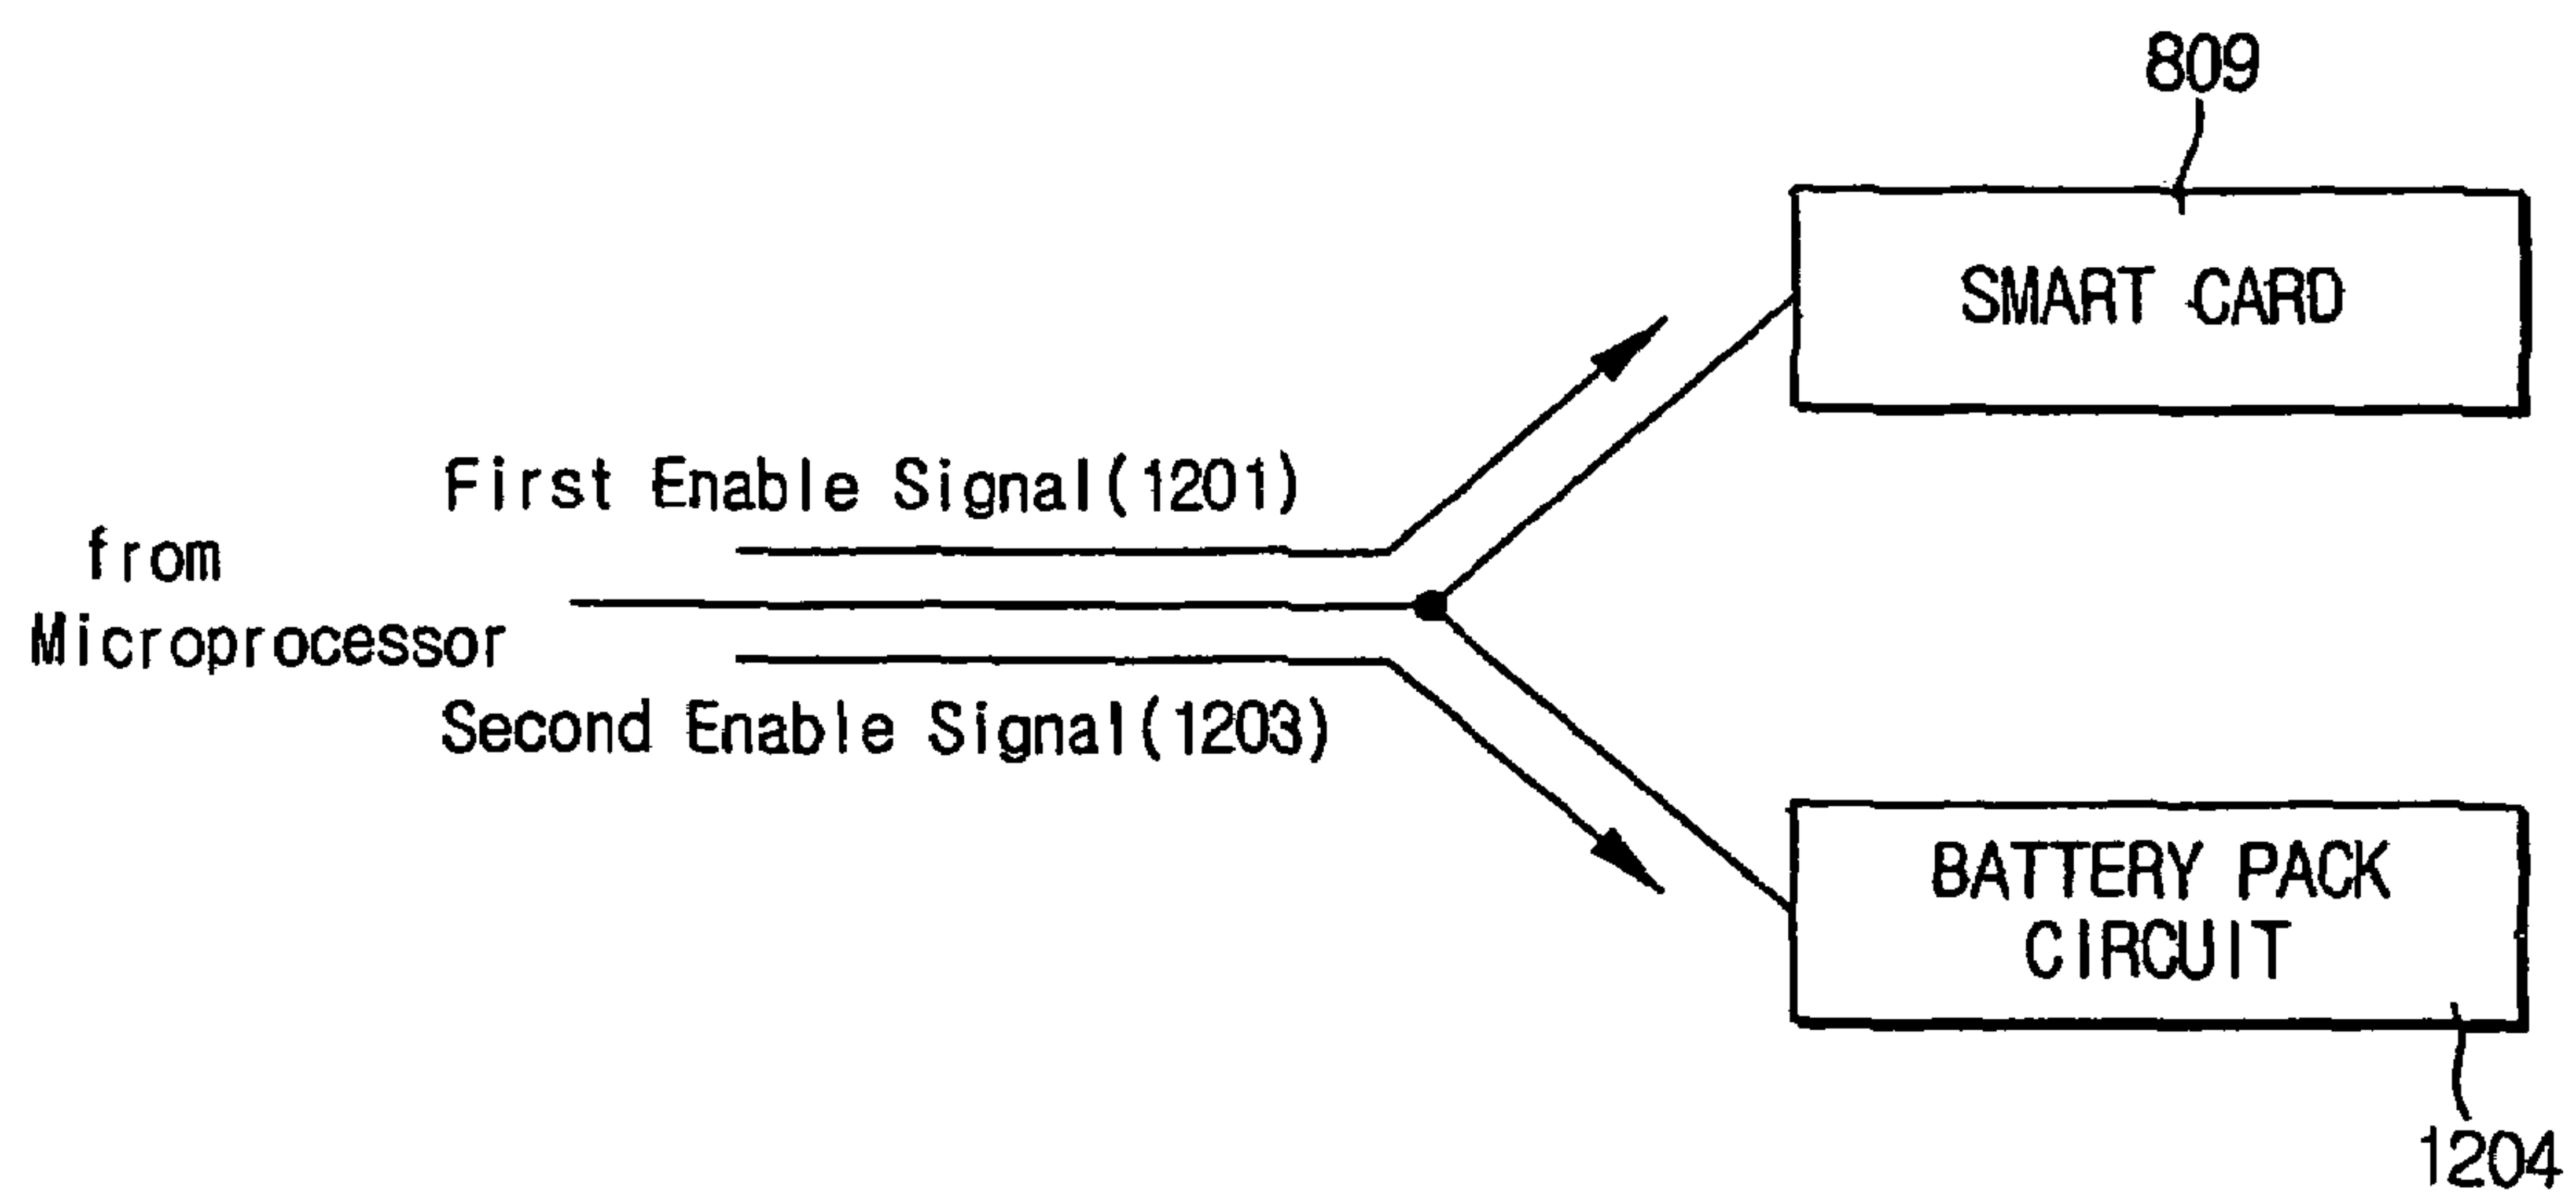 809
SMART CARD
First Enable Signal(1201)
from
Microprocessor
Second Enable Signal(1203)
BATTERY PACK
CIRCUIT
1204